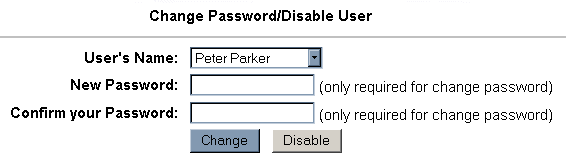 Change Password/Disable User
User's Name: Peter Parker
New Password: (only required for change password)
Confirm your Password: (only required for change password)
Change Disable